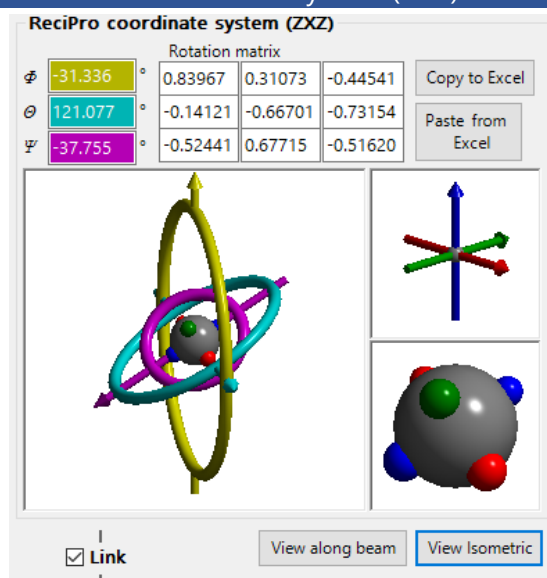 ReciPro coordinate system (ZXZ)
Rotation matrix
Φ -31.336 ° 0.83967 0.31073 -0.44541 Copy to Excel
Θ 121.077 ° -0.14121 -0.66701 -0.73154 Paste from Excel
Ψ -37.755 ° -0.52441 0.67715 -0.51620
Link
View along beam View Isometric